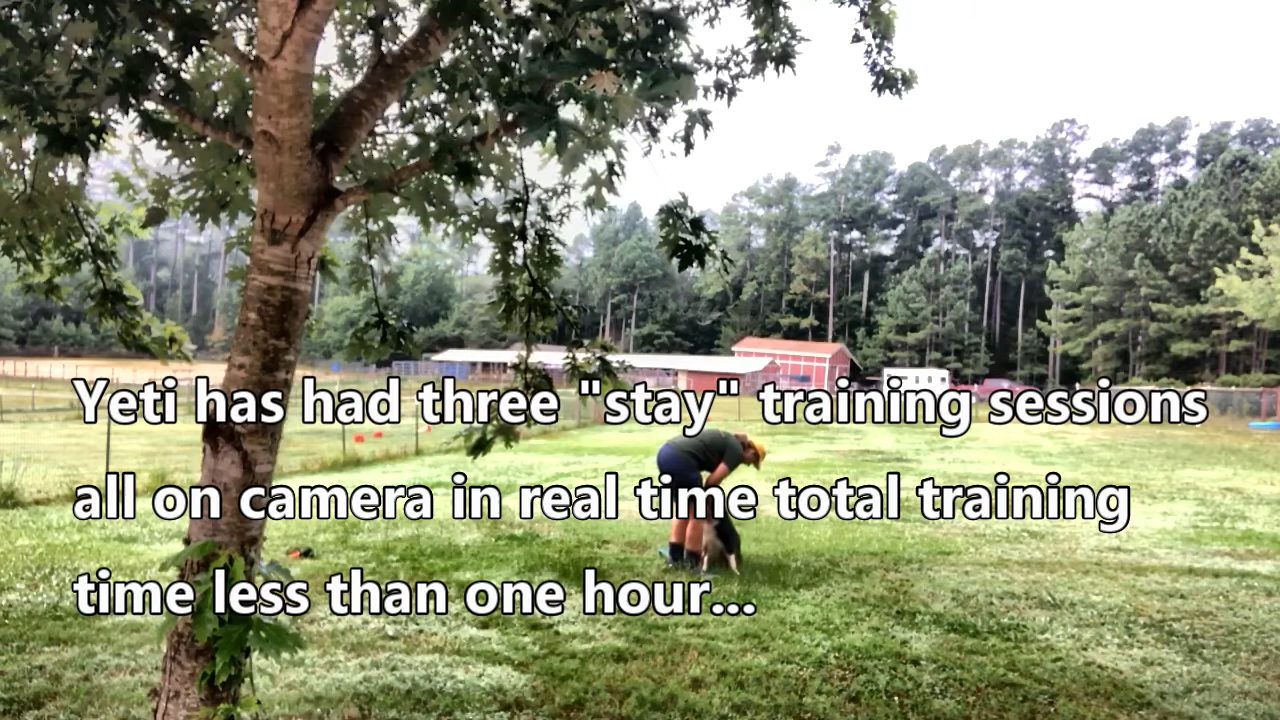 Yeti has had three "stay" training sessions
all on camera in real time total training
time less than one hour...